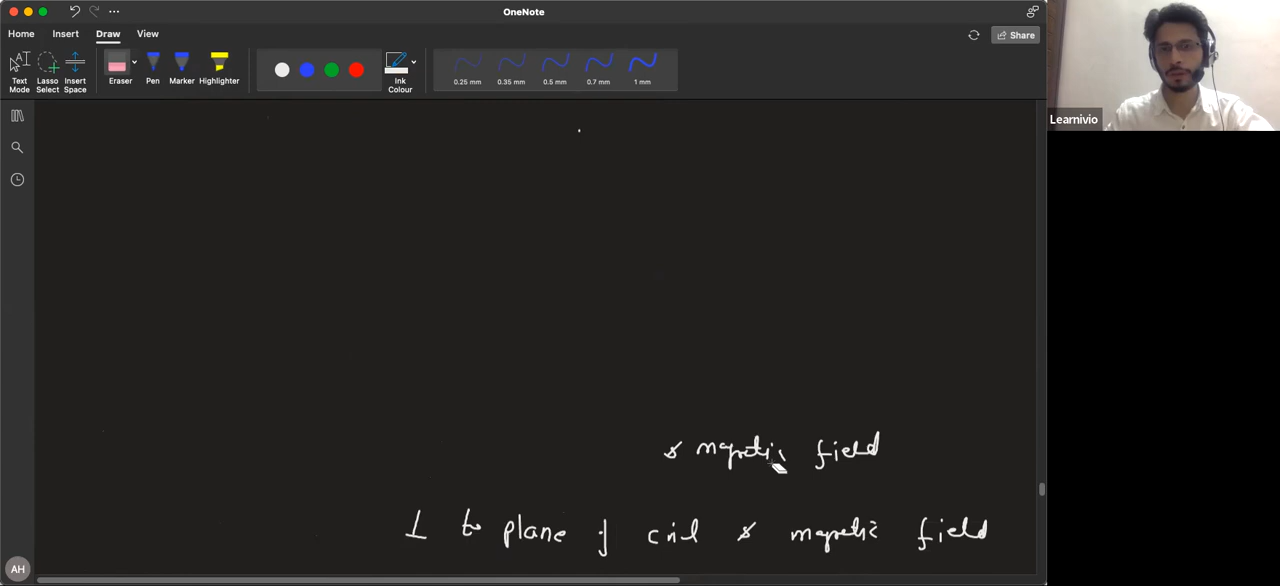 OneNote
Home Insert Draw View
Share
Text Mode
Lasso Select
Insert Space
Eraser
Pen
Marker
Highlighter
Ink Colour
0.25 mm 0.35 mm 0.5 mm 0.7 mm 1 mm
Learnivio
& magnetic field
⊥ to plane of coil & magnetic field
AH